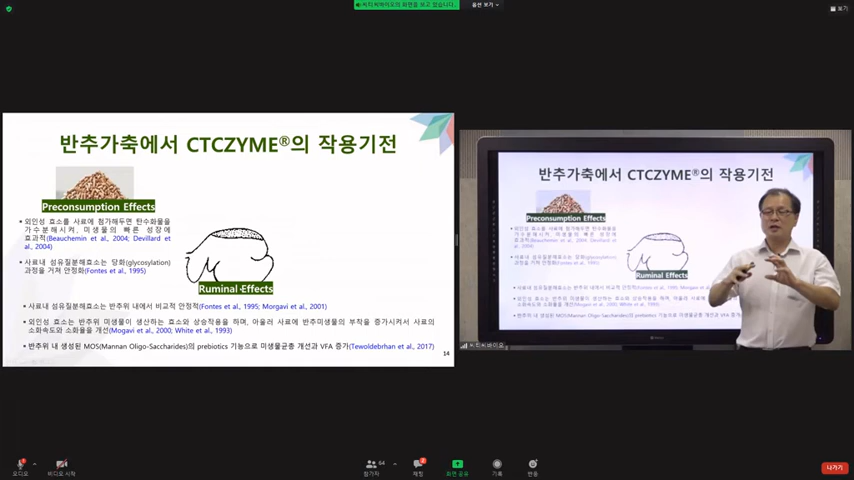 씨티씨바이오의 화면을 보고 있습니다.
옵션 보기
보기
반추가축에서 CTCZYME®의 작용기전
Preconsumption Effects
▪ 외인성 효소를 사료에 첨가해두면 탄수화물을
가수분해시켜, 미생물의 빠른 성장에
효과적(Beauchemin et al., 2004; Devillard et
al., 2004)
▪ 사료내 섬유질분해효소는 당화(glycosylation)
과정을 거쳐 안정화(Fontes et al., 1995)
Ruminal Effects
▪ 사료내 섬유질분해효소는 반추위 내에서 비교적 안정적(Fontes et al., 1995; Morgavi et al., 2001)
▪ 외인성 효소는 반추위 미생물이 생산하는 효소와 상승작용을 하며, 아울러 사료에 반추미생물의 부착을 증가시켜서 사료의
소화속도와 소화율을 개선(Mogavi et al., 2000; White et al., 1993)
▪ 반추위 내 생성된 MOS(Mannan Oligo-Saccharides)의 prebiotics 기능으로 미생물균총 개선과 VFA 증가(Tewoldebrhan et al., 2017)
14
반추가축에서 CTCZYME®의 작용기전
Preconsumption Effects
Ruminal Effects
씨티씨바이오
오디오
비디오 시작
64
참가자
채팅
화면 공유
기록
반응
나가기